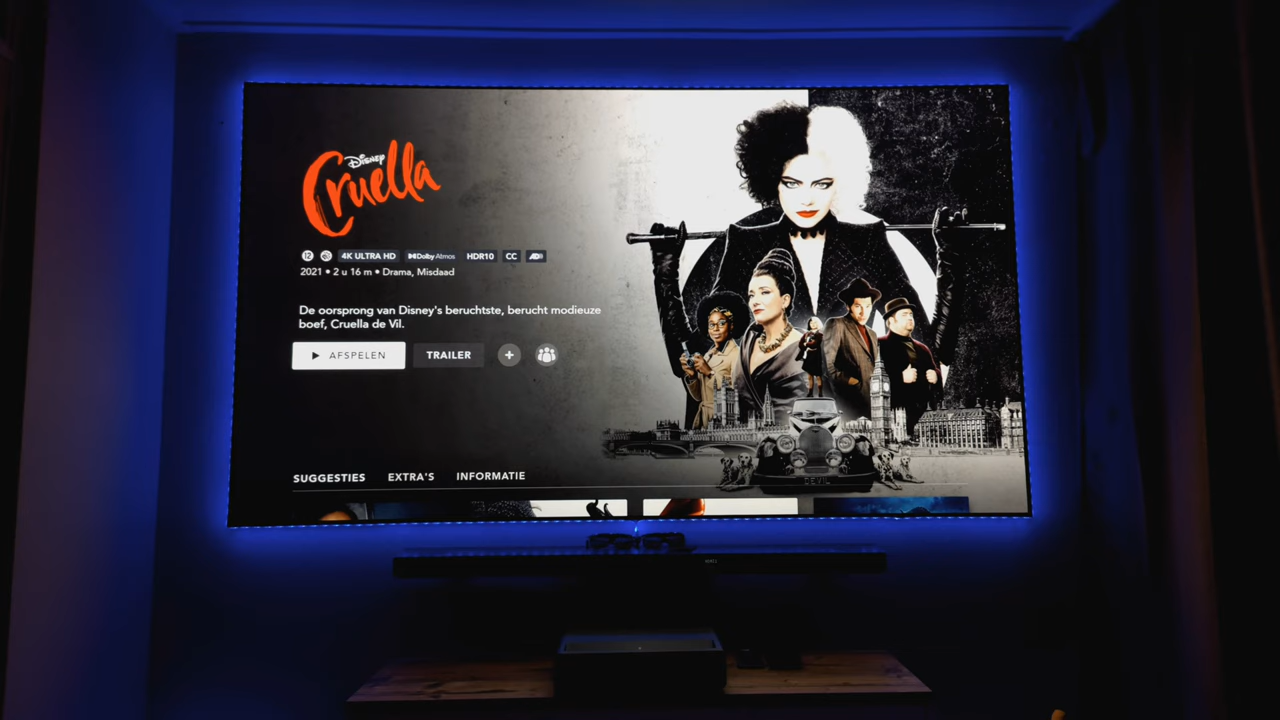 DISNEY
Cruella
12
4K ULTRA HD Dolby Atmos HDR10 CC AD
2021 • 2 u 16 m • Drama, Misdaad
De oorsprong van Disney's beruchtste, berucht modieuze
boef, Cruella de Vil.
AFSPELEN TRAILER +
SUGGESTIES EXTRA'S INFORMATIE
DEVIL